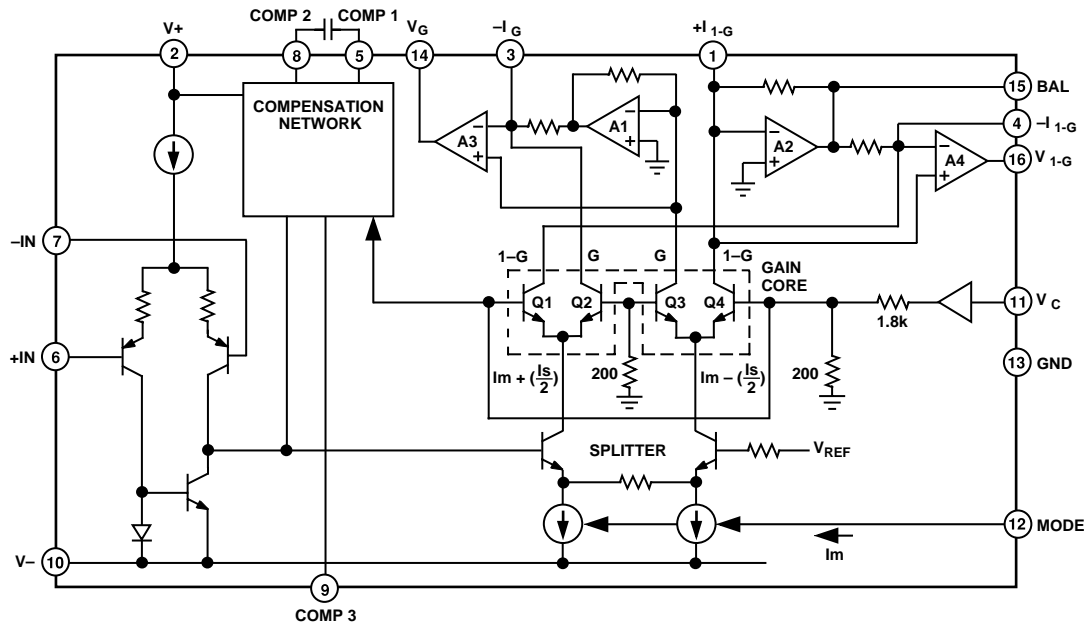 COMP 2
COMP 1
V+
VG
–IG
+I 1-G
2
8
5
14
3
1
15 BAL
4 –I 1-G
16 V 1-G
COMPENSATION
NETWORK
A3
–
+
A1
–
+
A2
–
+
A4
–
+
–IN
7
1–G
G
G
1–G
GAIN
CORE
Q1
Q2
Q3
Q4
11 VC
1.8k
+IN
6
13 GND
Im + (Is/2)
200
Im – (Is/2)
200
SPLITTER
VREF
12 MODE
Im
V–
10
9
COMP 3